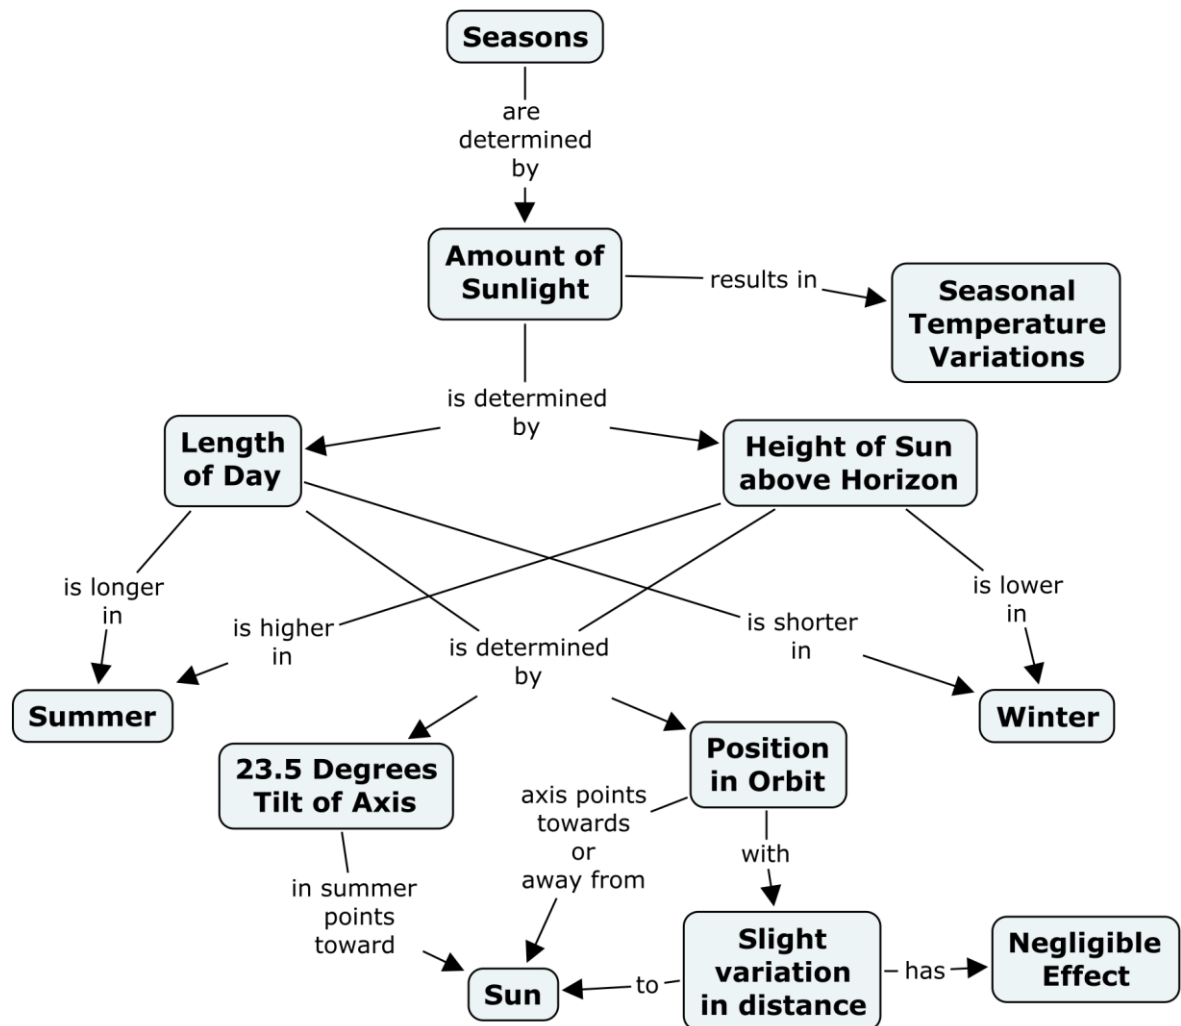 Seasons
are
determined
by
Amount of
Sunlight
results in
Seasonal
Temperature
Variations
is determined
by
Length
of Day
Height of Sun
above Horizon
is longer
in
is higher
in
is determined
by
is shorter
in
is lower
in
Summer
Winter
23.5 Degrees
Tilt of Axis
Position
in Orbit
axis points
towards
or
away from
with
in summer
points
toward
Sun
to
Slight
variation
in distance
has
Negligible
Effect